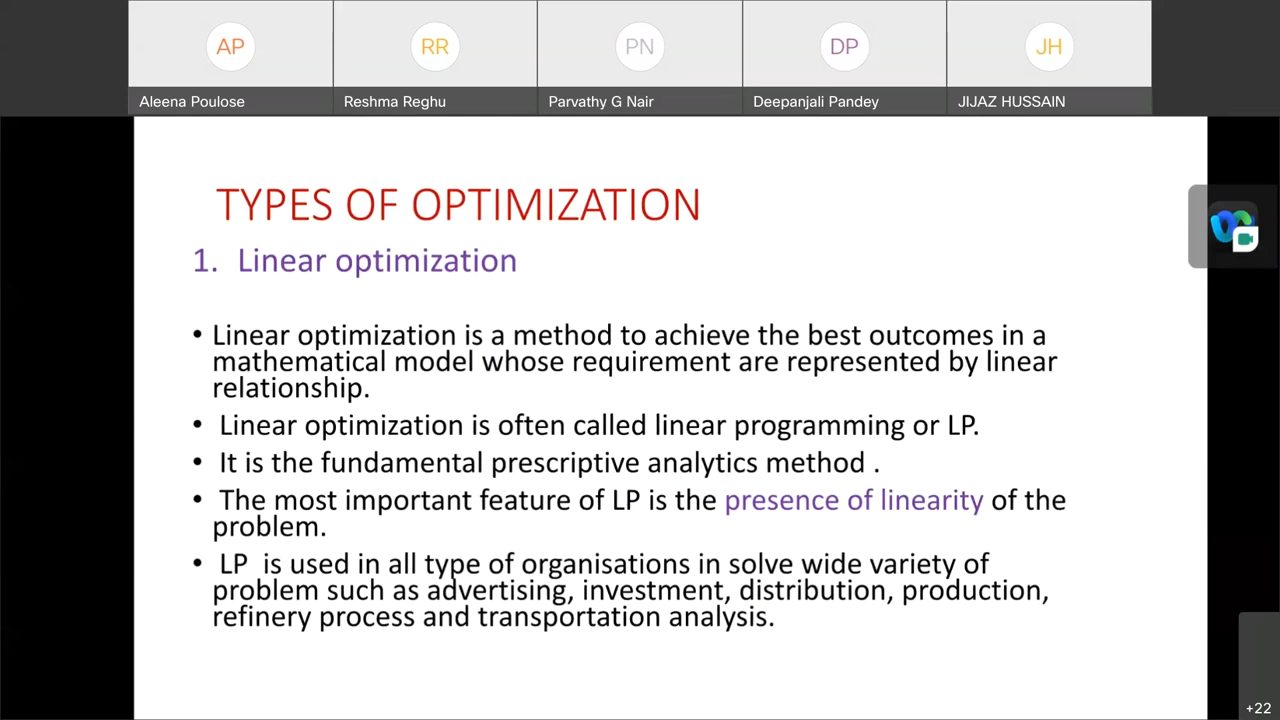 AP
RR
PN
DP
JH
Aleena Poulose
Reshma Reghu
Parvathy G Nair
Deepanjali Pandey
JIJAZ HUSSAIN
TYPES OF OPTIMIZATION
1. Linear optimization
• Linear optimization is a method to achieve the best outcomes in a
mathematical model whose requirement are represented by linear
relationship.
• Linear optimization is often called linear programming or LP.
• It is the fundamental prescriptive analytics method .
• The most important feature of LP is the presence of linearity of the
problem.
• LP is used in all type of organisations in solve wide variety of
problem such as advertising, investment, distribution, production,
refinery process and transportation analysis.
+22